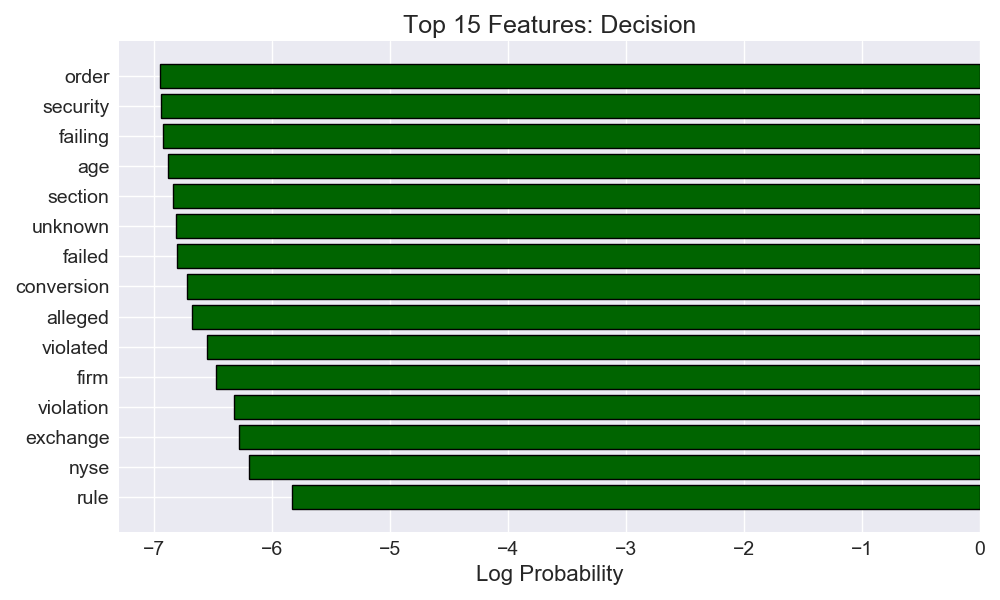 Top 15 Features: Decision
order
security
failing
age
section
unknown
failed
conversion
alleged
violated
firm
violation
exchange
nyse
rule
−7 −6 −5 −4 −3 −2 −1 0
Log Probability